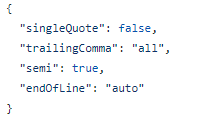 {
  "singleQuote": false,
  "trailingComma": "all",
  "semi": true,
  "endOfLine": "auto"
}